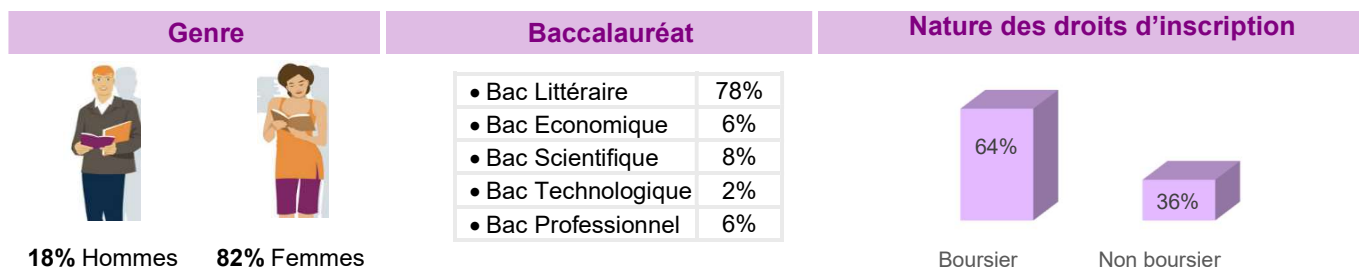 Genre
18% Hommes 82% Femmes
Baccalauréat
• Bac Littéraire 78%
• Bac Economique 6%
• Bac Scientifique 8%
• Bac Technologique 2%
• Bac Professionnel 6%
Nature des droits d’inscription
64%
36%
Boursier Non boursier